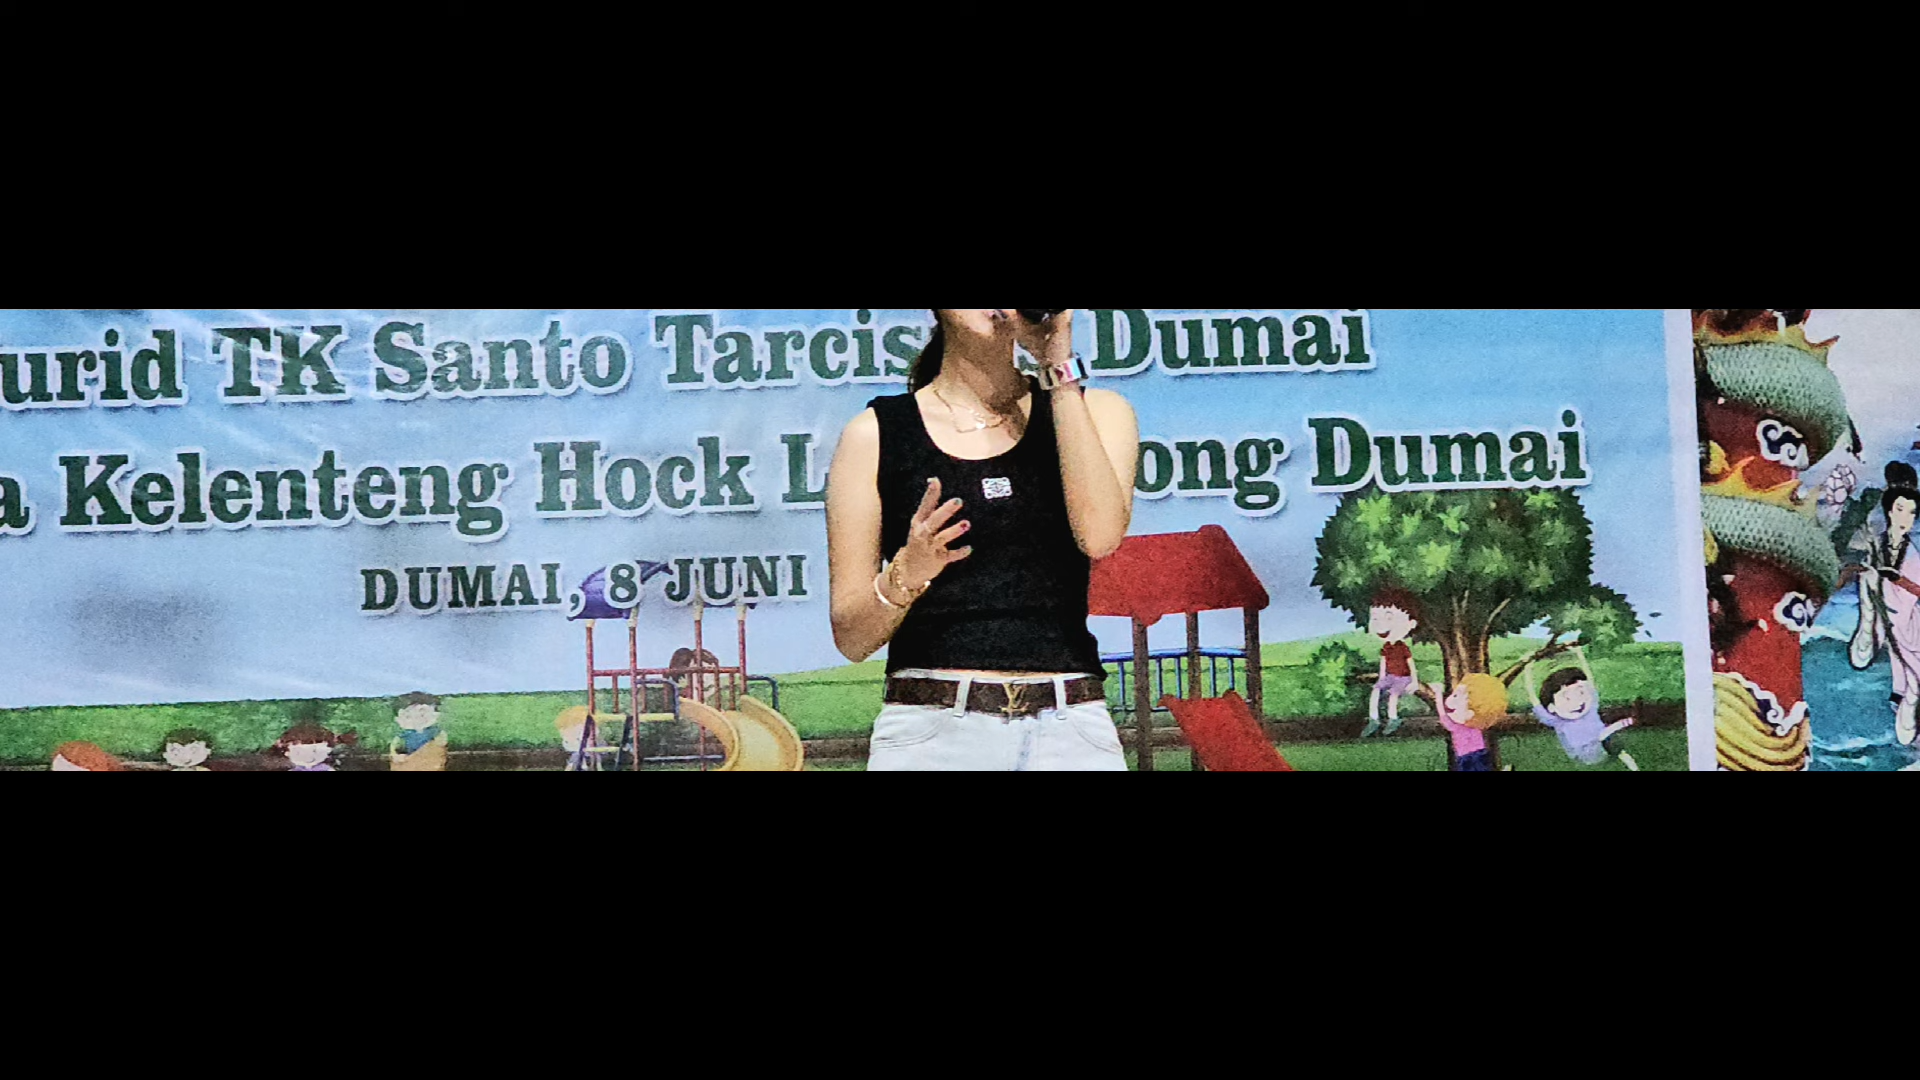 urid TK Santo Tarcis s Dumai
a Kelenteng Hock L ong Dumai
DUMAI, 8 JUNI